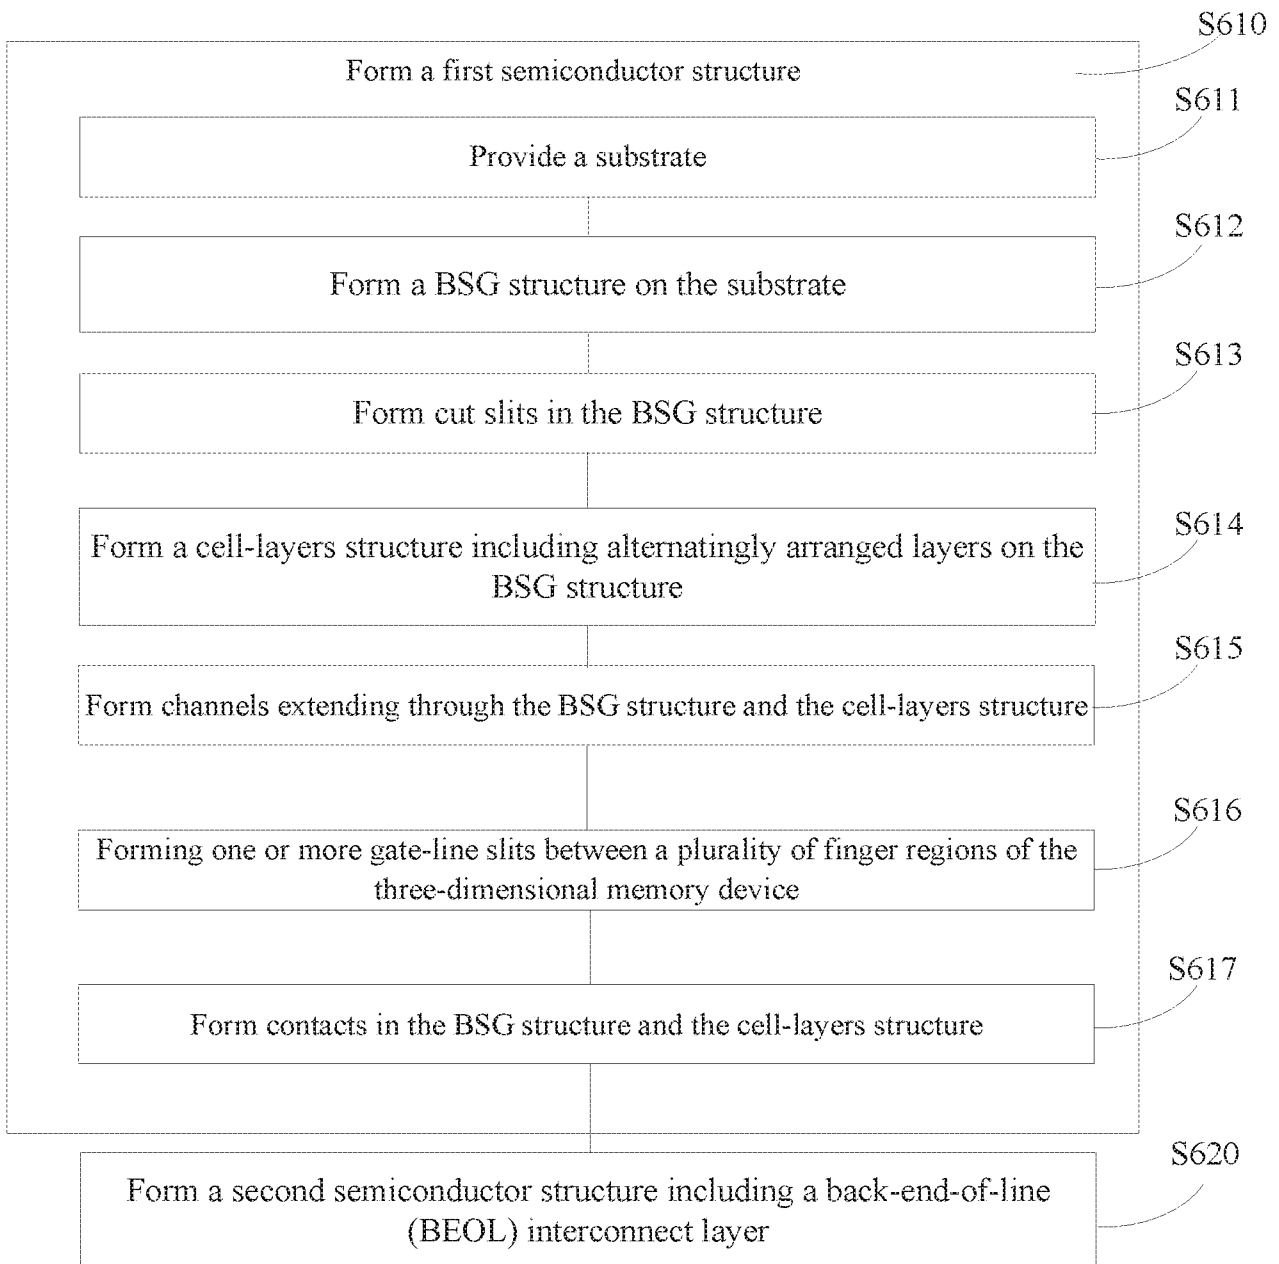 S610
Form a first semiconductor structure
S611
Provide a substrate
S612
Form a BSG structure on the substrate
S613
Form cut slits in the BSG structure
S614
Form a cell-layers structure including alternatingly arranged layers on the
BSG structure
S615
Form channels extending through the BSG structure and the cell-layers structure
S616
Forming one or more gate-line slits between a plurality of finger regions of the
three-dimensional memory device
S617
Form contacts in the BSG structure and the cell-layers structure
S620
Form a second semiconductor structure including a back-end-of-line
(BEOL) interconnect layer